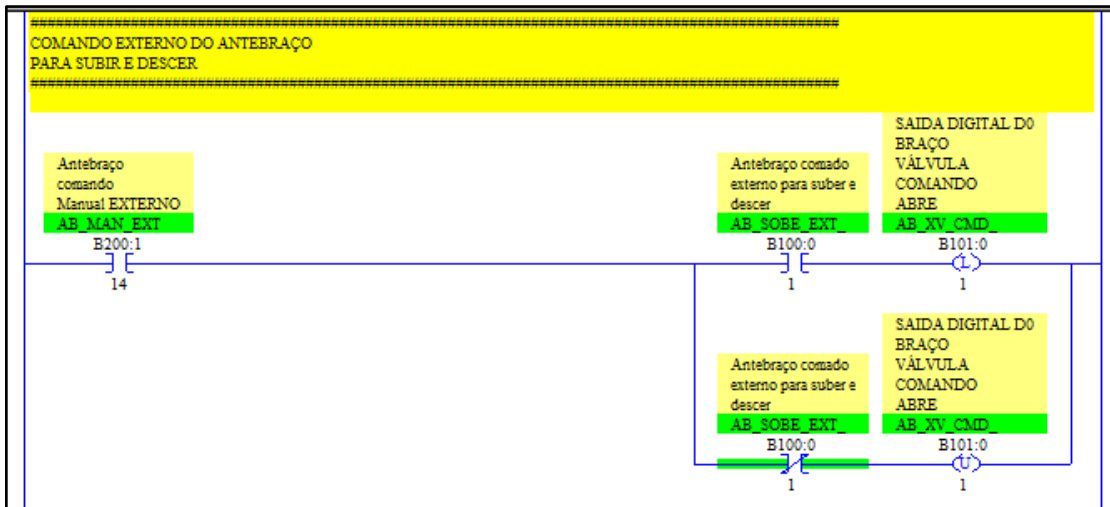 ================================================================
COMANDO EXTERNO DO ANTEBRAÇO
PARA SUBIR E DESCER
================================================================
Antebraço
comando
Manual EXTERNO
AB_MAN_EXT
B200:1
14
Antebraço comado
externo para suber e
descer
AB_SOBE_EXT_
B100:0
1
SAIDA DIGITAL D0
BRAÇO
VÁLVULA
COMANDO
ABRE
AB_XV_CMD_
B101:0
L
1
Antebraço comado
externo para suber e
descer
AB_SOBE_EXT_
B100:0
1
SAIDA DIGITAL D0
BRAÇO
VÁLVULA
COMANDO
ABRE
AB_XV_CMD_
B101:0
U
1